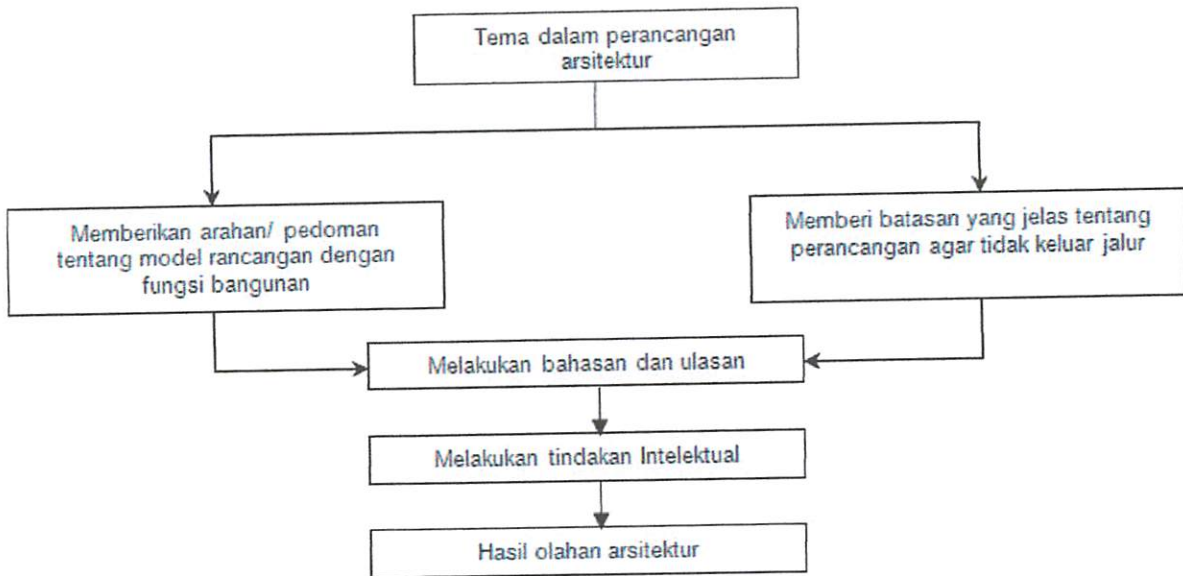 Tema dalam perancangan
arsitektur
Memberikan arahan/ pedoman
tentang model rancangan dengan
fungsi bangunan
Memberi batasan yang jelas tentang
perancangan agar tidak keluar jalur
Melakukan bahasan dan ulasan
Melakukan tindakan Intelektual
Hasil olahan arsitektur